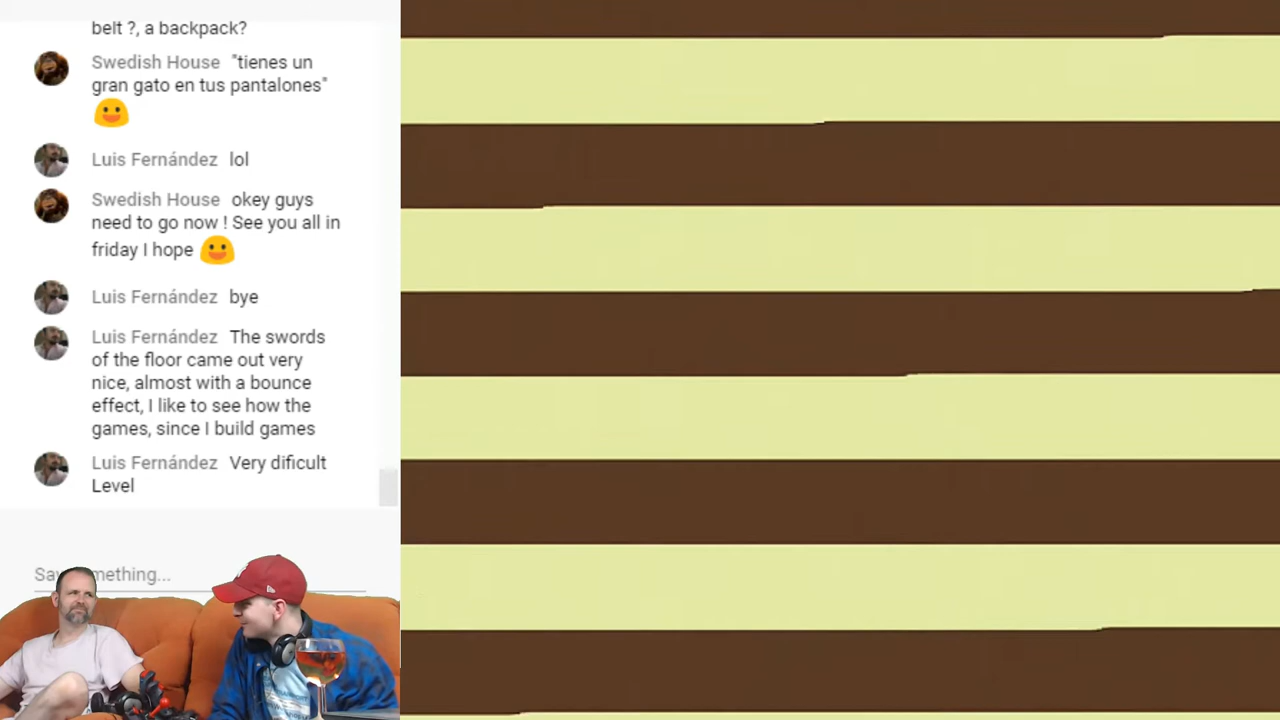 belt ?, a backpack?
Swedish House "tienes un
gran gato en tus pantalones"
Luis Fernández lol
Swedish House okey guys
need to go now ! See you all in
friday I hope
Luis Fernández bye
Luis Fernández The swords
of the floor came out very
nice, almost with a bounce
effect, I like to see how the
games, since I build games
Luis Fernández Very dificult
Level